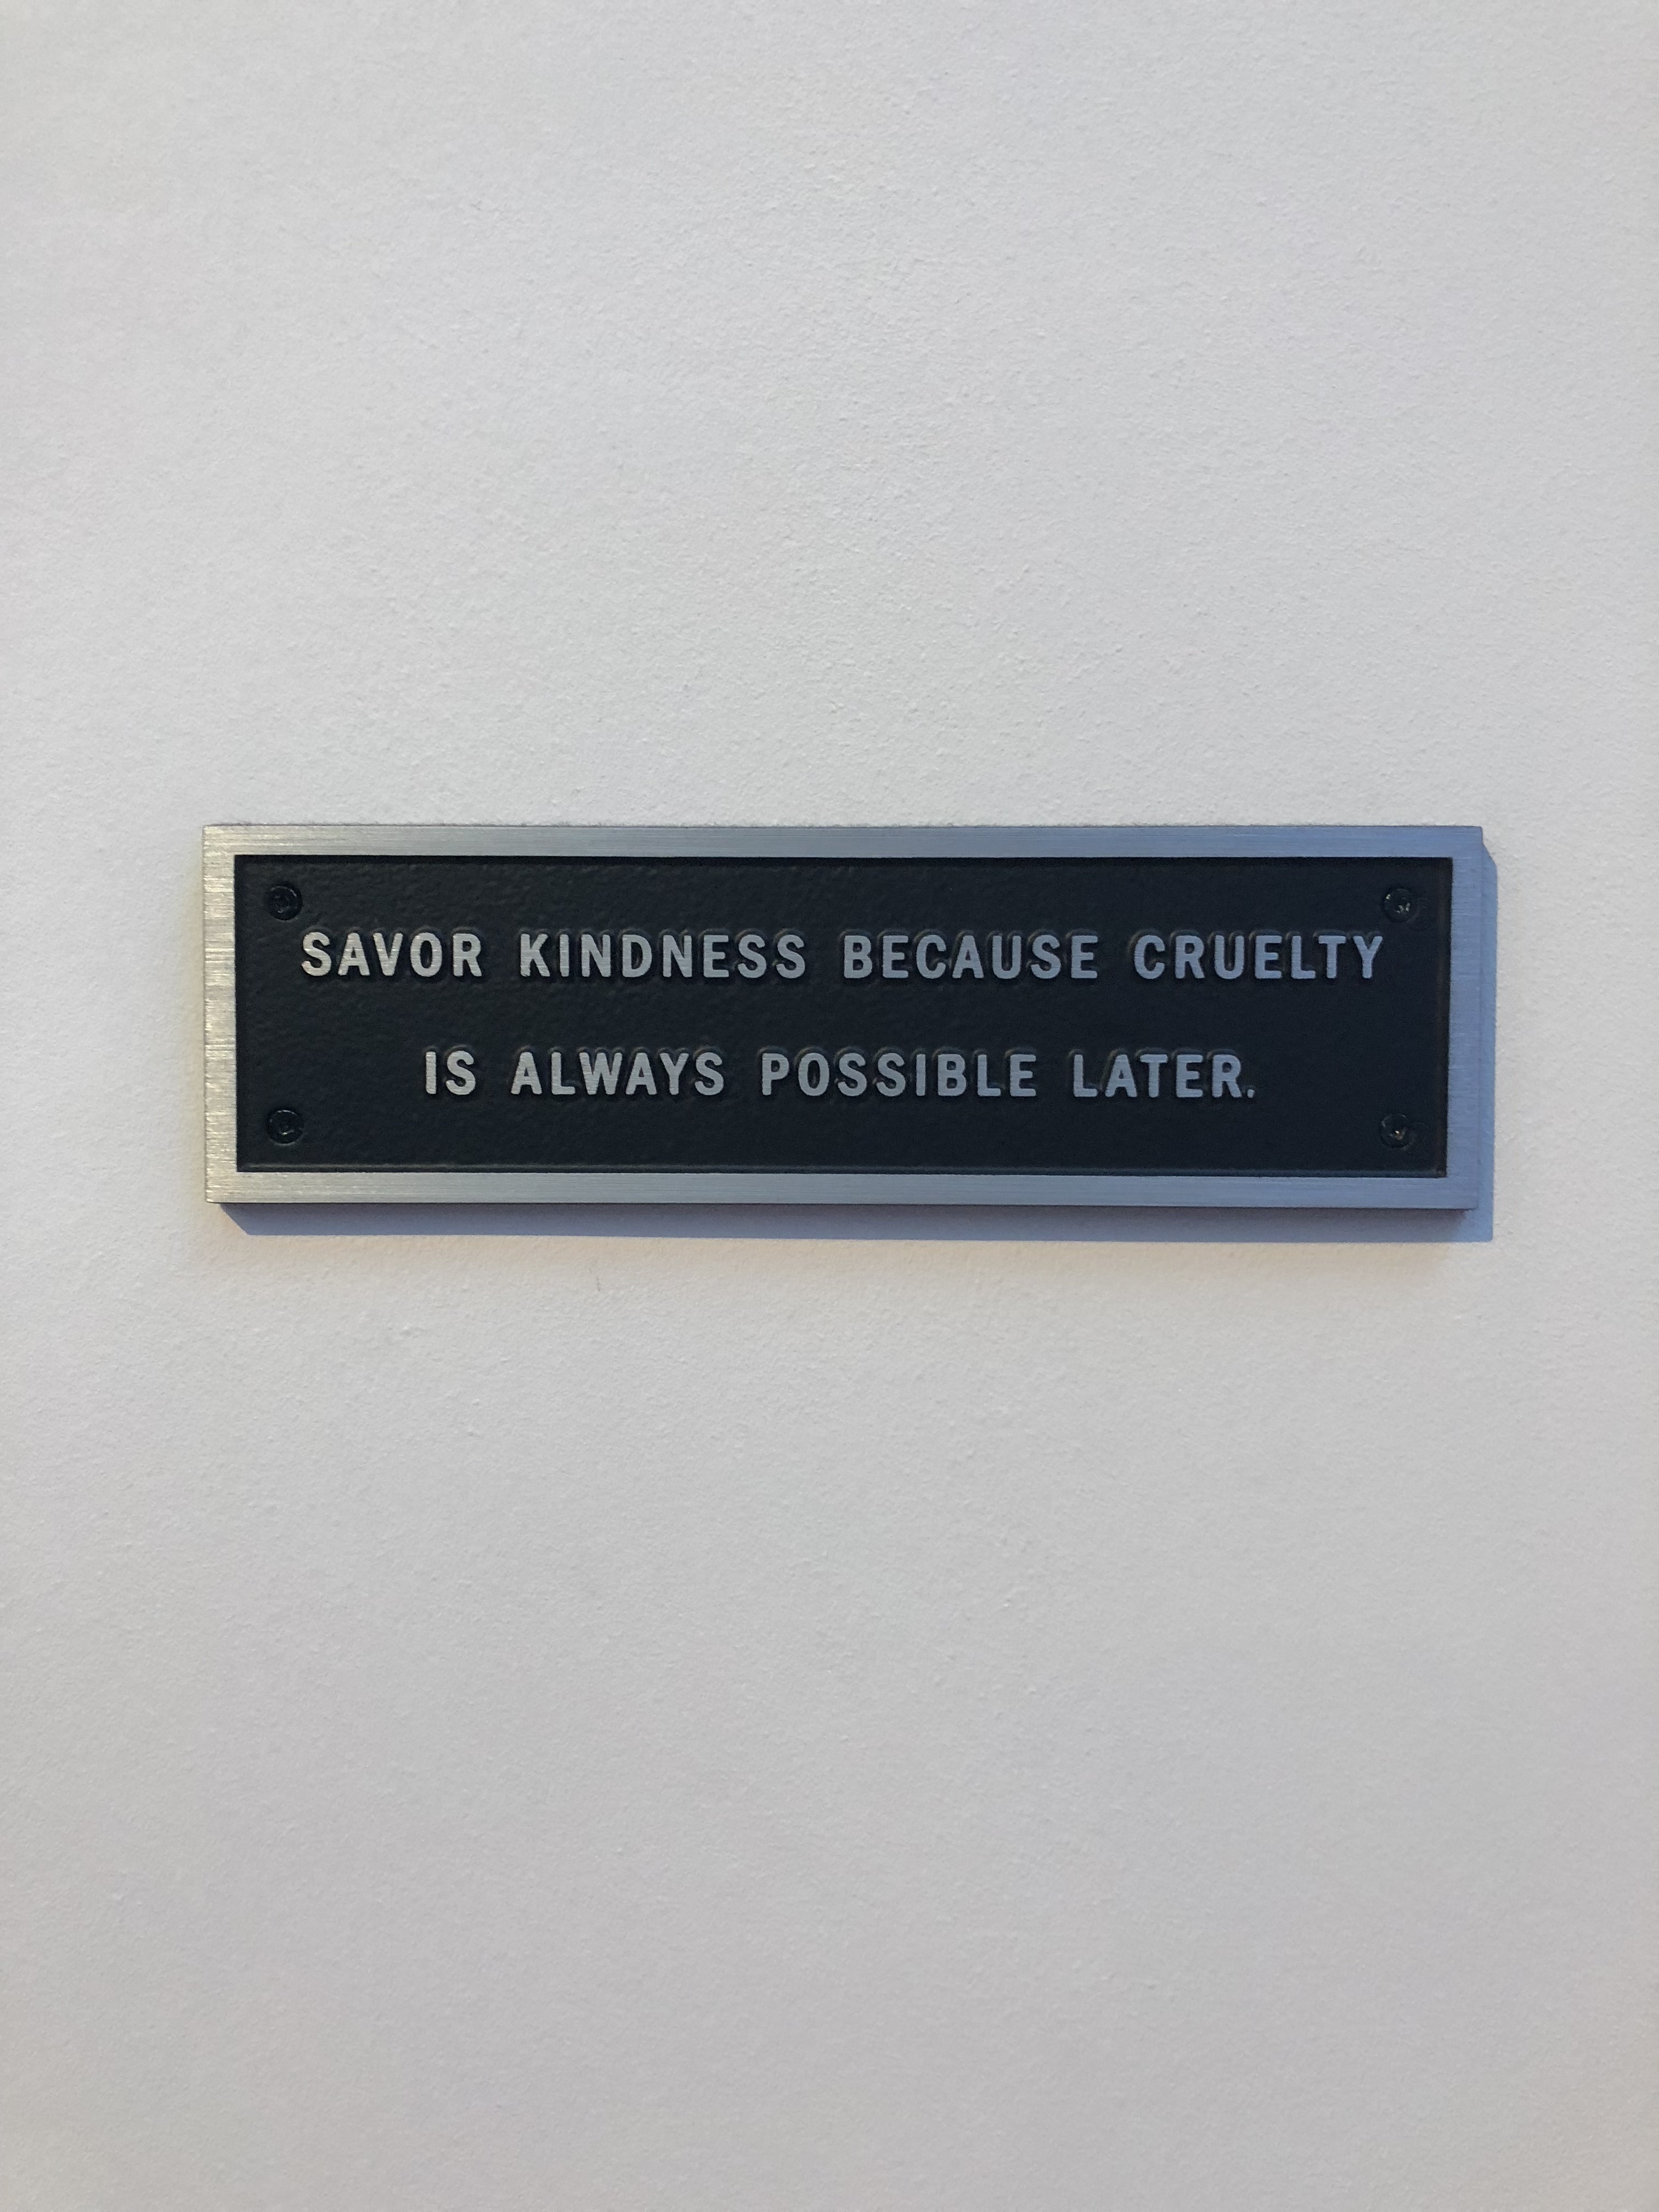 SAVOR KINDNESS BECAUSE CRUELTY
IS ALWAYS POSSIBLE LATER.